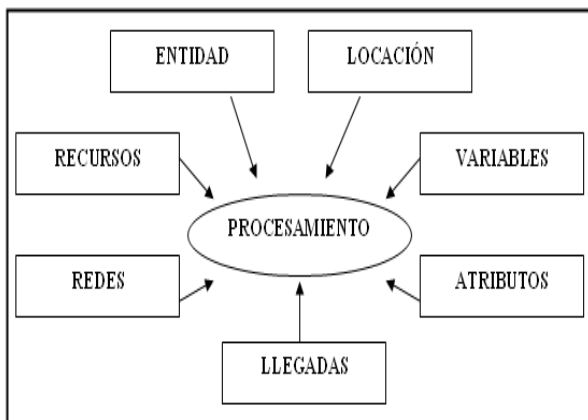 ENTIDAD
LOCACIÓN
RECURSOS
VARIABLES
PROCESAMIENTO
REDES
ATRIBUTOS
LLEGADAS